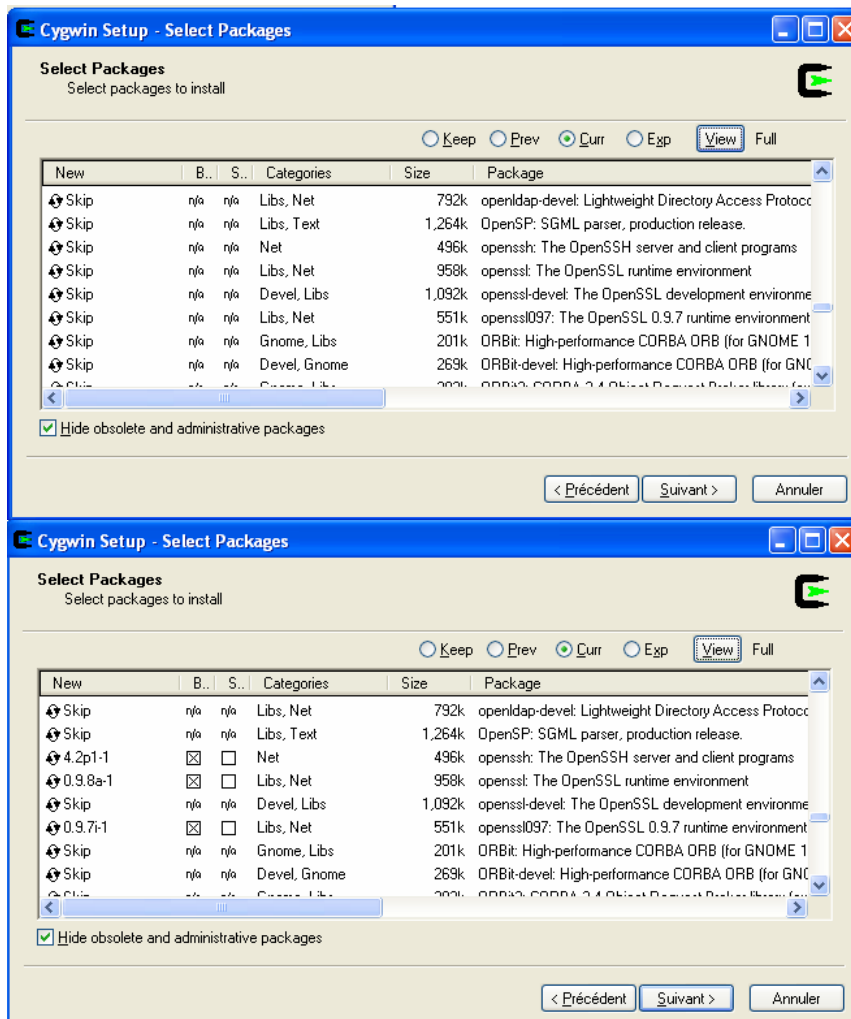 Cygwin Setup - Select Packages
Select Packages
Select packages to install
Keep Prev Curr Exp View Full
New B.. S.. Categories Size Package
Skip n/a n/a Libs, Net 792k openldap-devel: Lightweight Directory Access Protoc
Skip n/a n/a Libs, Text 1,264k OpenSP: SGML parser, production release.
Skip n/a n/a Net 496k openssh: The OpenSSH server and client programs
Skip n/a n/a Libs, Net 958k openssl: The OpenSSL runtime environment
Skip n/a n/a Devel, Libs 1,092k openssl-devel: The OpenSSL development environme
Skip n/a n/a Libs, Net 551k openssl097: The OpenSSL 0.9.7 runtime environment
Skip n/a n/a Gnome, Libs 201k ORBit: High-performance CORBA ORB (for GNOME 1
Skip n/a n/a Devel, Gnome 269k ORBit-devel: High-performance CORBA ORB (for GN
Hide obsolete and administrative packages
< Précédent Suivant > Annuler
Cygwin Setup - Select Packages
Select Packages
Select packages to install
Keep Prev Curr Exp View Full
New B.. S.. Categories Size Package
Skip n/a n/a Libs, Net 792k openldap-devel: Lightweight Directory Access Protoc
Skip n/a n/a Libs, Text 1,264k OpenSP: SGML parser, production release.
4.2p1-1 Net 496k openssh: The OpenSSH server and client programs
0.9.8a-1 Libs, Net 958k openssl: The OpenSSL runtime environment
Skip n/a n/a Devel, Libs 1,092k openssl-devel: The OpenSSL development environme
0.9.7i-1 Libs, Net 551k openssl097: The OpenSSL 0.9.7 runtime environment
Skip n/a n/a Gnome, Libs 201k ORBit: High-performance CORBA ORB (for GNOME 1
Skip n/a n/a Devel, Gnome 269k ORBit-devel: High-performance CORBA ORB (for GN
Hide obsolete and administrative packages
< Précédent Suivant > Annuler